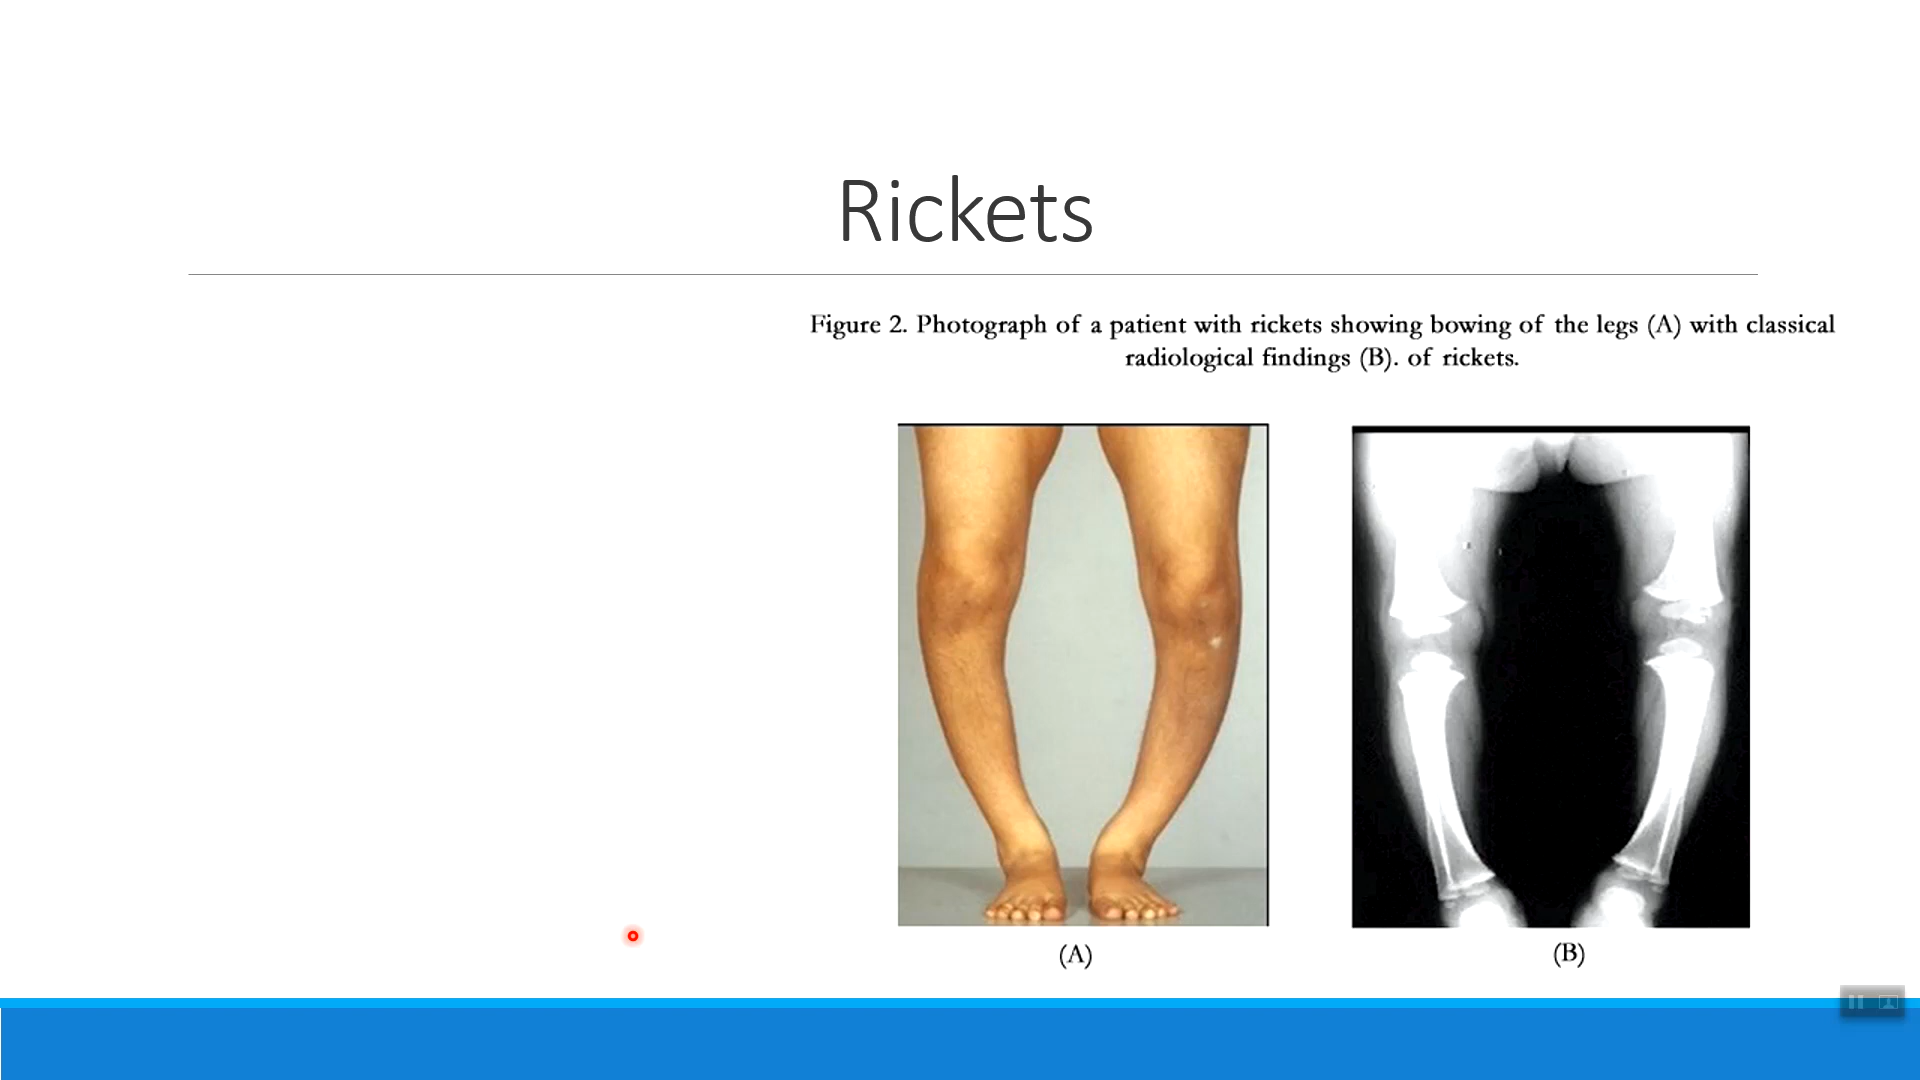 Rickets
Figure 2. Photograph of a patient with rickets showing bowing of the legs (A) with classical
radiological findings (B). of rickets.
(A)
(B)